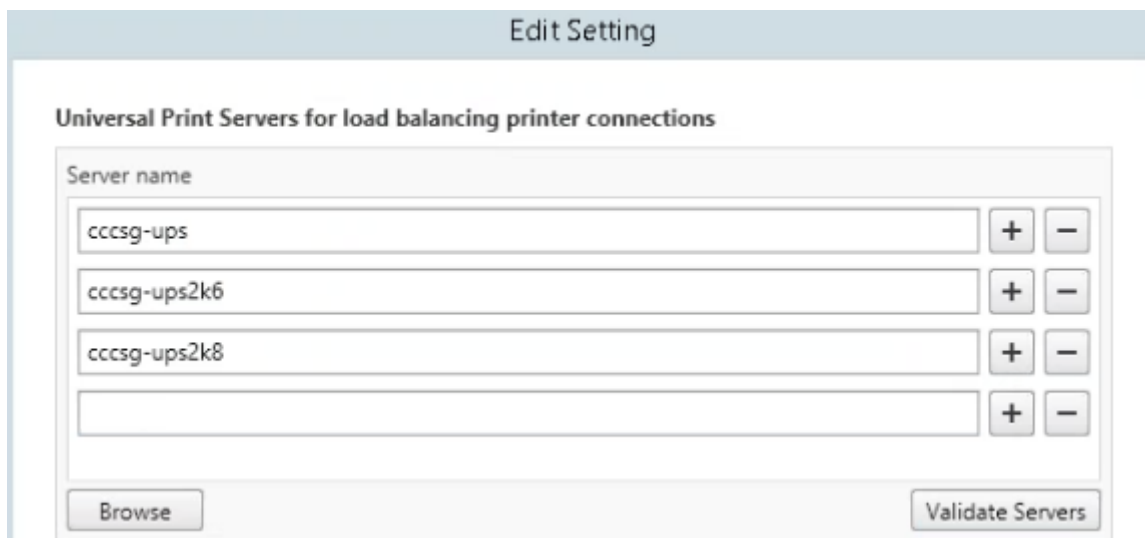 Edit Setting
Universal Print Servers for load balancing printer connections
Server name
cccsg-ups
+ −
cccsg-ups2k6
+ −
cccsg-ups2k8
+ −
+ −
Browse
Validate Servers